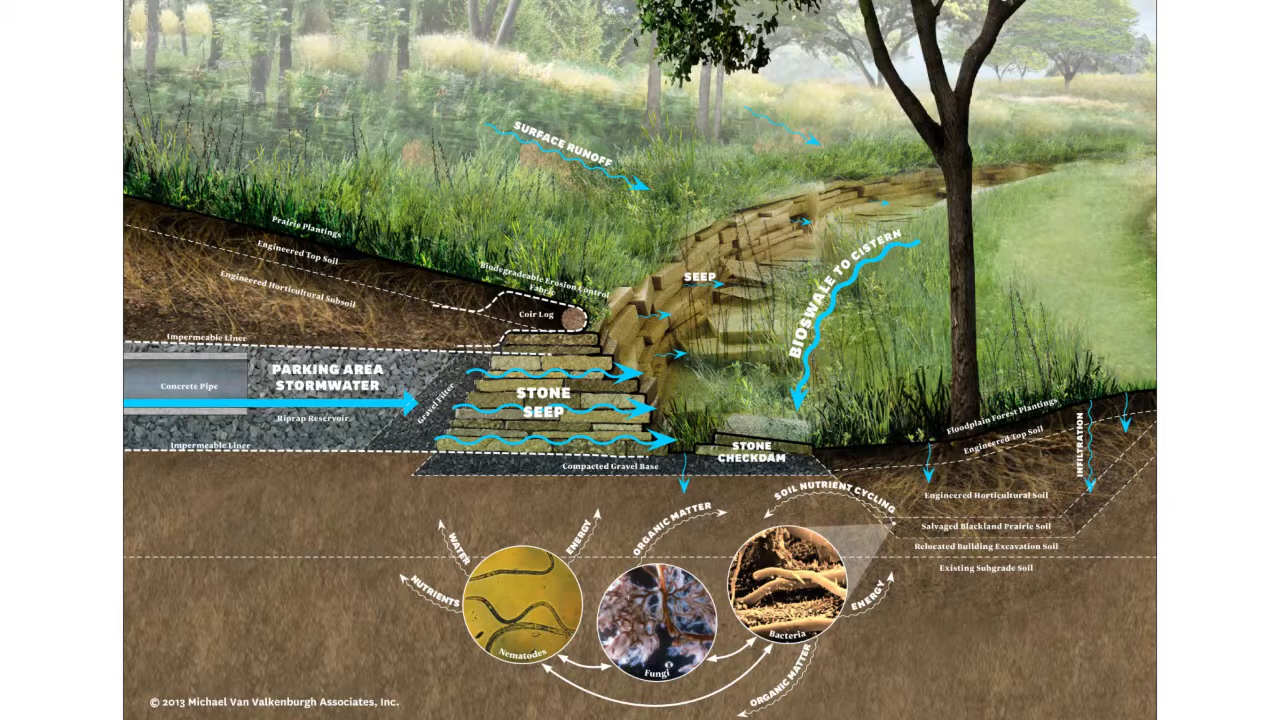 SURFACE RUNOFF
Prairie Plantings
Engineered Top Soil
Engineered Horticultural Subsoil
Biodegradeable Erosion Control
Fabric
SEEP
BIOSWALE TO CISTERN
Coir Log
Impermeable Liner
PARKING AREA
STORMWATER
Concrete Pipe
Gravel Filter
STONE
SEEP
Riprap Reservoir
Impermeable Liner
Compacted Gravel Base
STONE
CHECKDAM
Floodplain Forest Plantings
Engineered Top Soil
INFILTRATION
Engineered Horticultural Soil
Salvaged Blackland Prairie Soil
Relocated Building Excavation Soil
Existing Subgrade Soil
SOIL NUTRIENT CYCLING
ORGANIC MATTER
ENERGY
WATER
NUTRIENTS
ENERGY
Nematodes
Fungi
Bacteria
ORGANIC MATTER
© 2013 Michael Van Valkenburgh Associates, Inc.